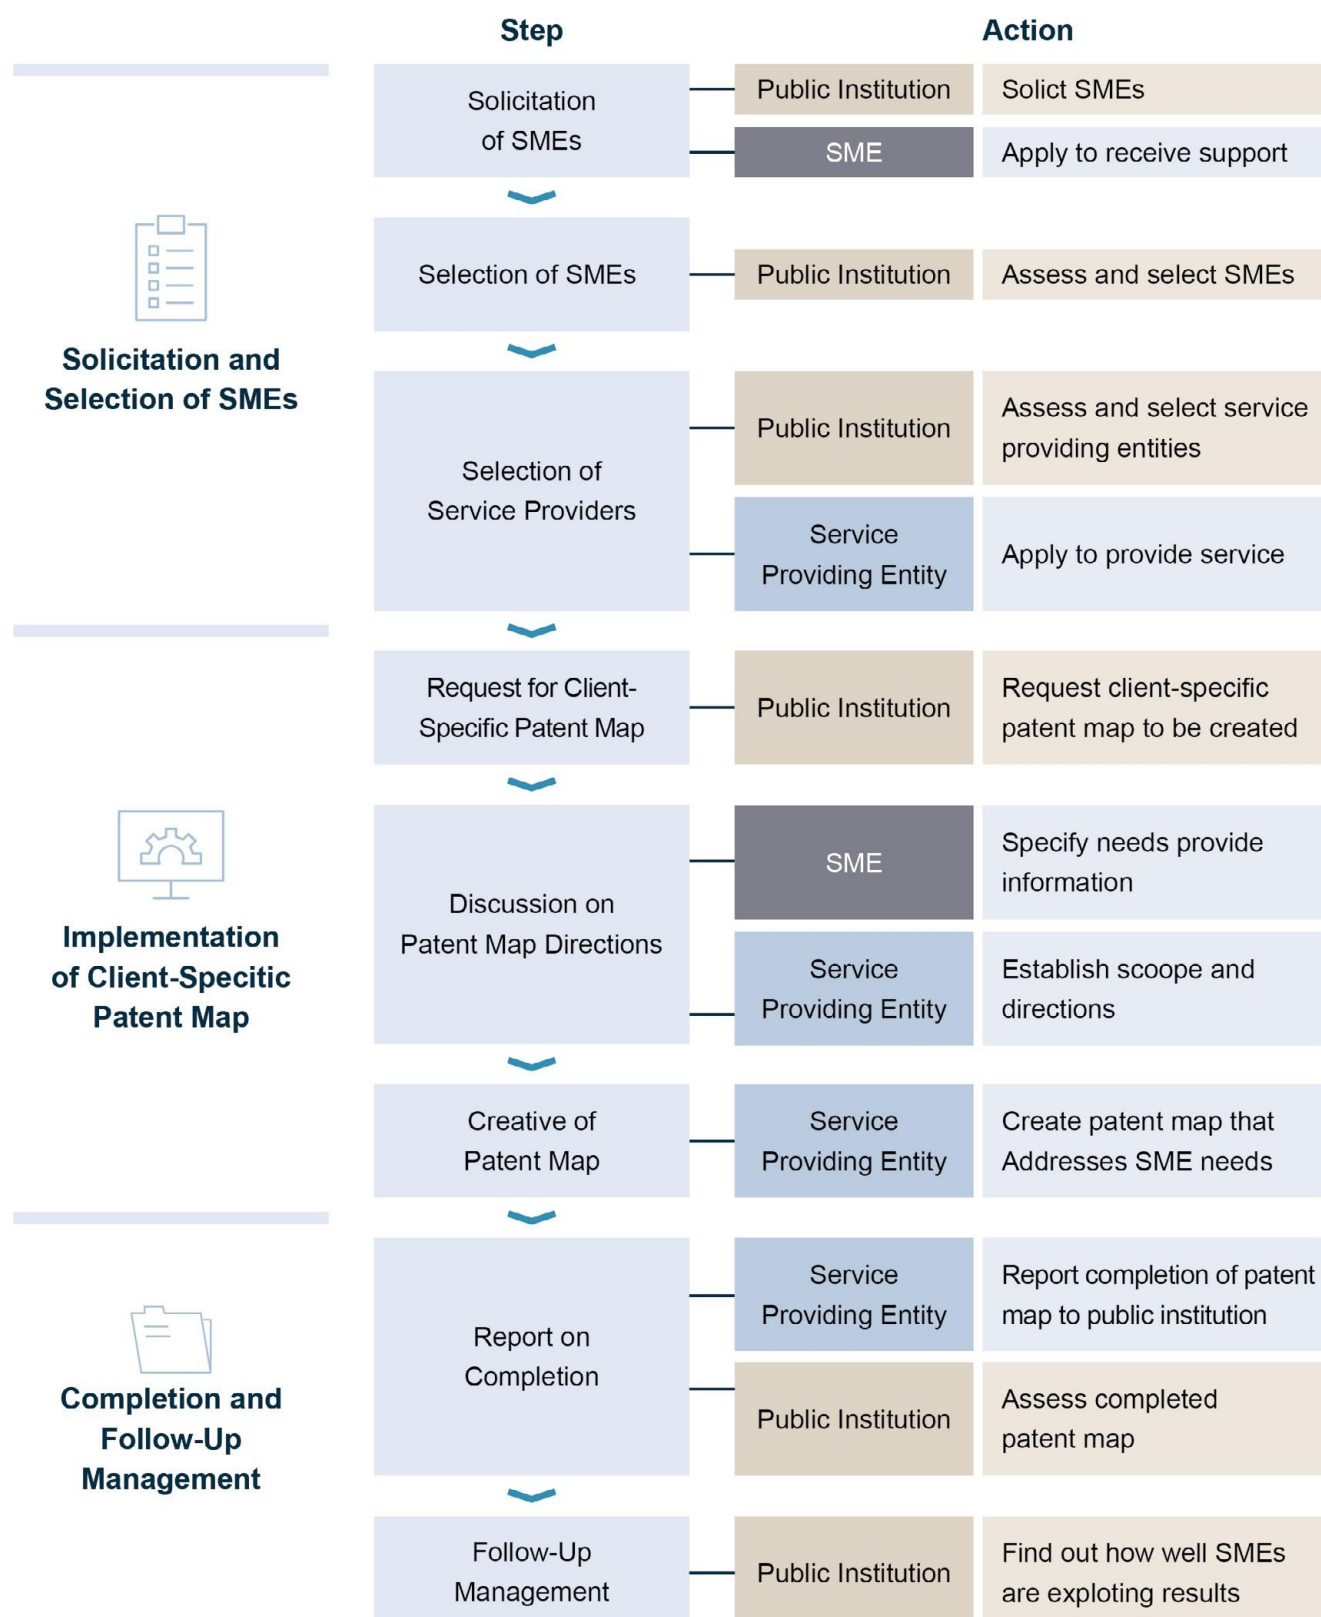 Step
Action
Solicitation and
Selection of SMEs
Solicitation
of SMEs
Public Institution
Solict SMEs
SME
Apply to receive support
Selection of SMEs
Public Institution
Assess and select SMEs
Selection of
Service Providers
Public Institution
Assess and select service
providing entities
Service
Providing Entity
Apply to provide service
Implementation
of Client-Specitic
Patent Map
Request for Client-
Specific Patent Map
Public Institution
Request client-specific
patent map to be created
Discussion on
Patent Map Directions
SME
Specify needs provide
information
Service
Providing Entity
Establish scoope and
directions
Creative of
Patent Map
Service
Providing Entity
Create patent map that
Addresses SME needs
Completion and
Follow-Up
Management
Report on
Completion
Service
Providing Entity
Report completion of patent
map to public institution
Public Institution
Assess completed
patent map
Follow-Up
Management
Public Institution
Find out how well SMEs
are exploting results